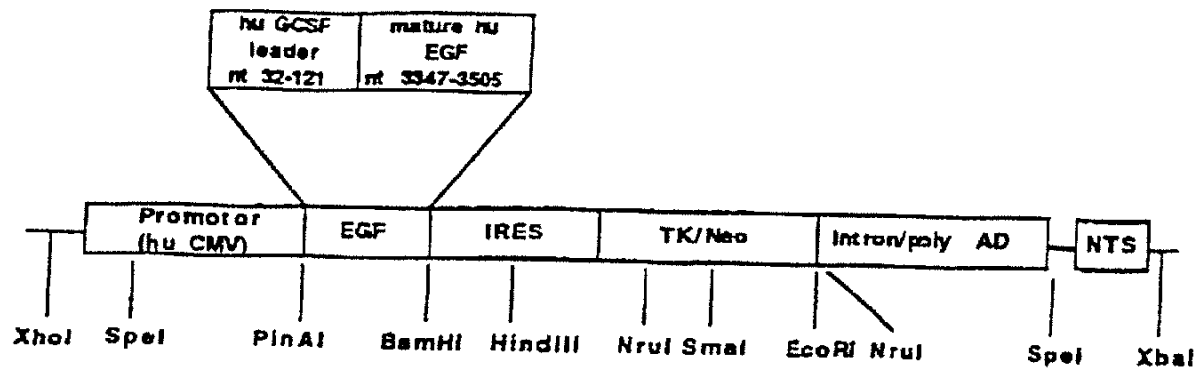 hu GCSF
leader
nt 32-121
mature hu
EGF
nt 3347-3505
Promotor
(hu CMV)
EGF
IRES
TK/Neo
Intron/poly AD
NTS
XhoI
SpeI
PinAI
BamHI
HindIII
NruI
SmaI
EcoRI
NruI
SpeI
XbaI